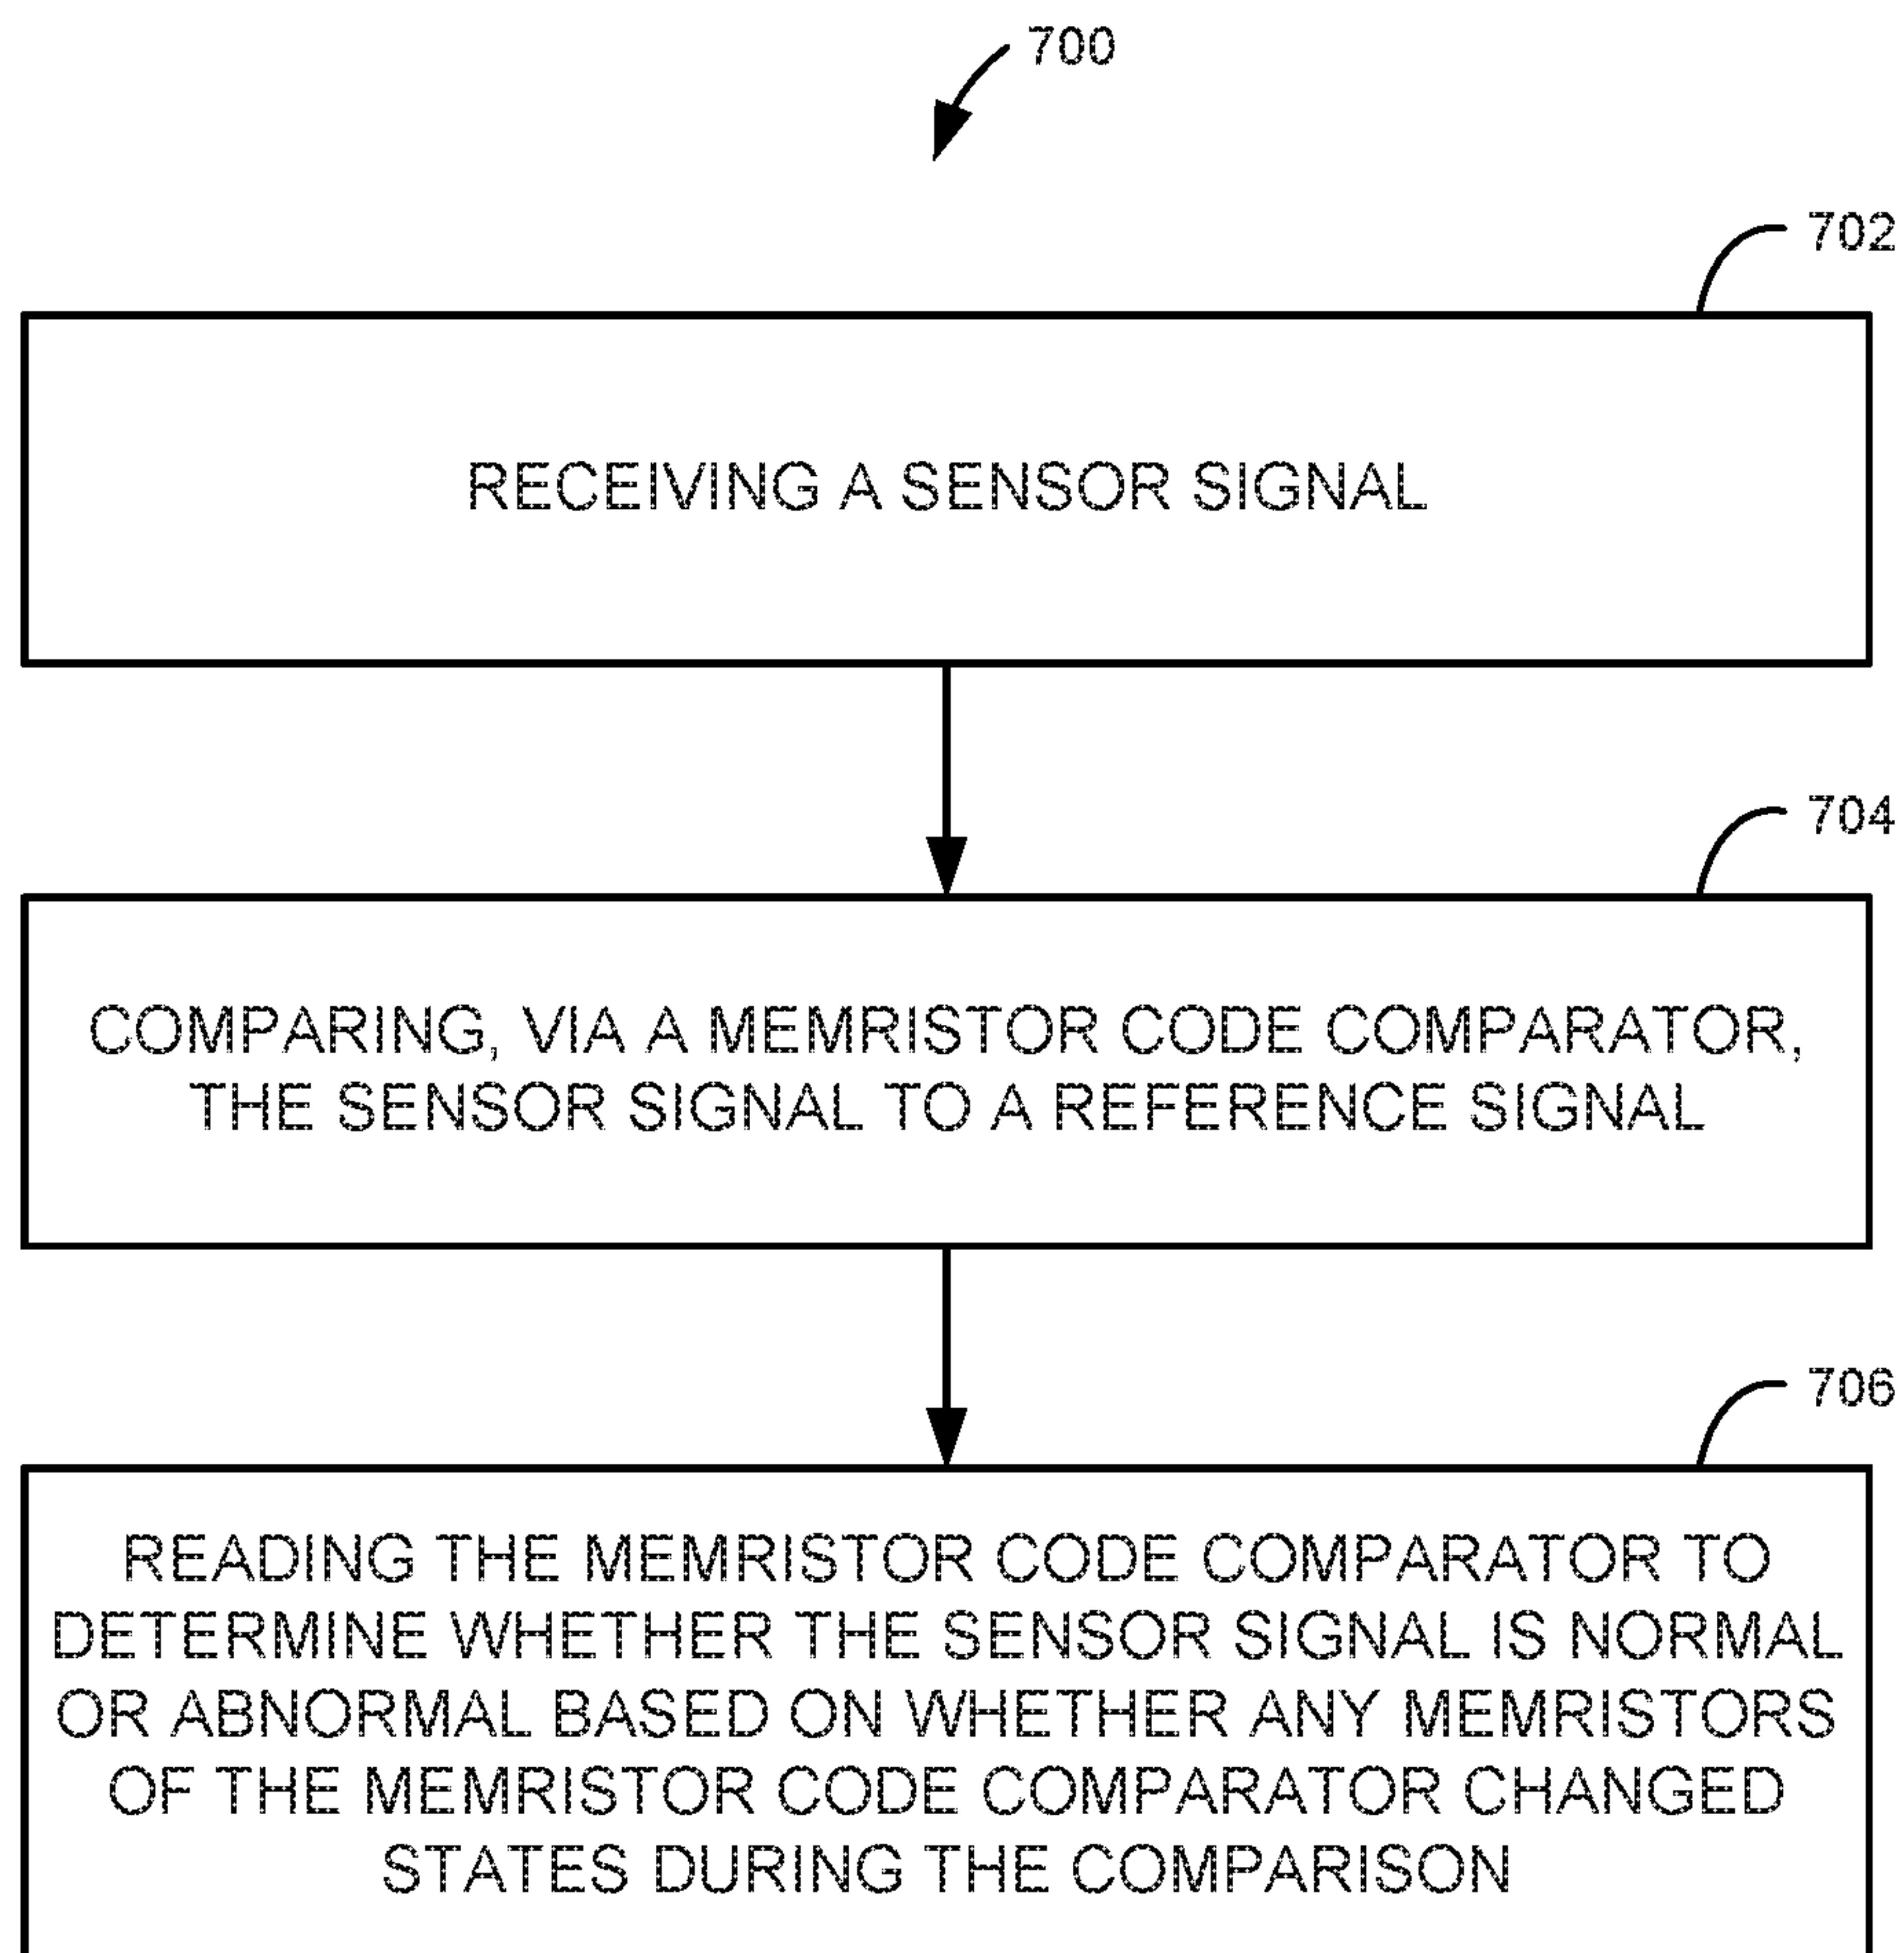 700
702
RECEIVING A SENSOR SIGNAL
704
COMPARING, VIA A MEMRISTOR CODE COMPARATOR,
THE SENSOR SIGNAL TO A REFERENCE SIGNAL
706
READING THE MEMRISTOR CODE COMPARATOR TO
DETERMINE WHETHER THE SENSOR SIGNAL IS NORMAL
OR ABNORMAL BASED ON WHETHER ANY MEMRISTORS
OF THE MEMRISTOR CODE COMPARATOR CHANGED
STATES DURING THE COMPARISON